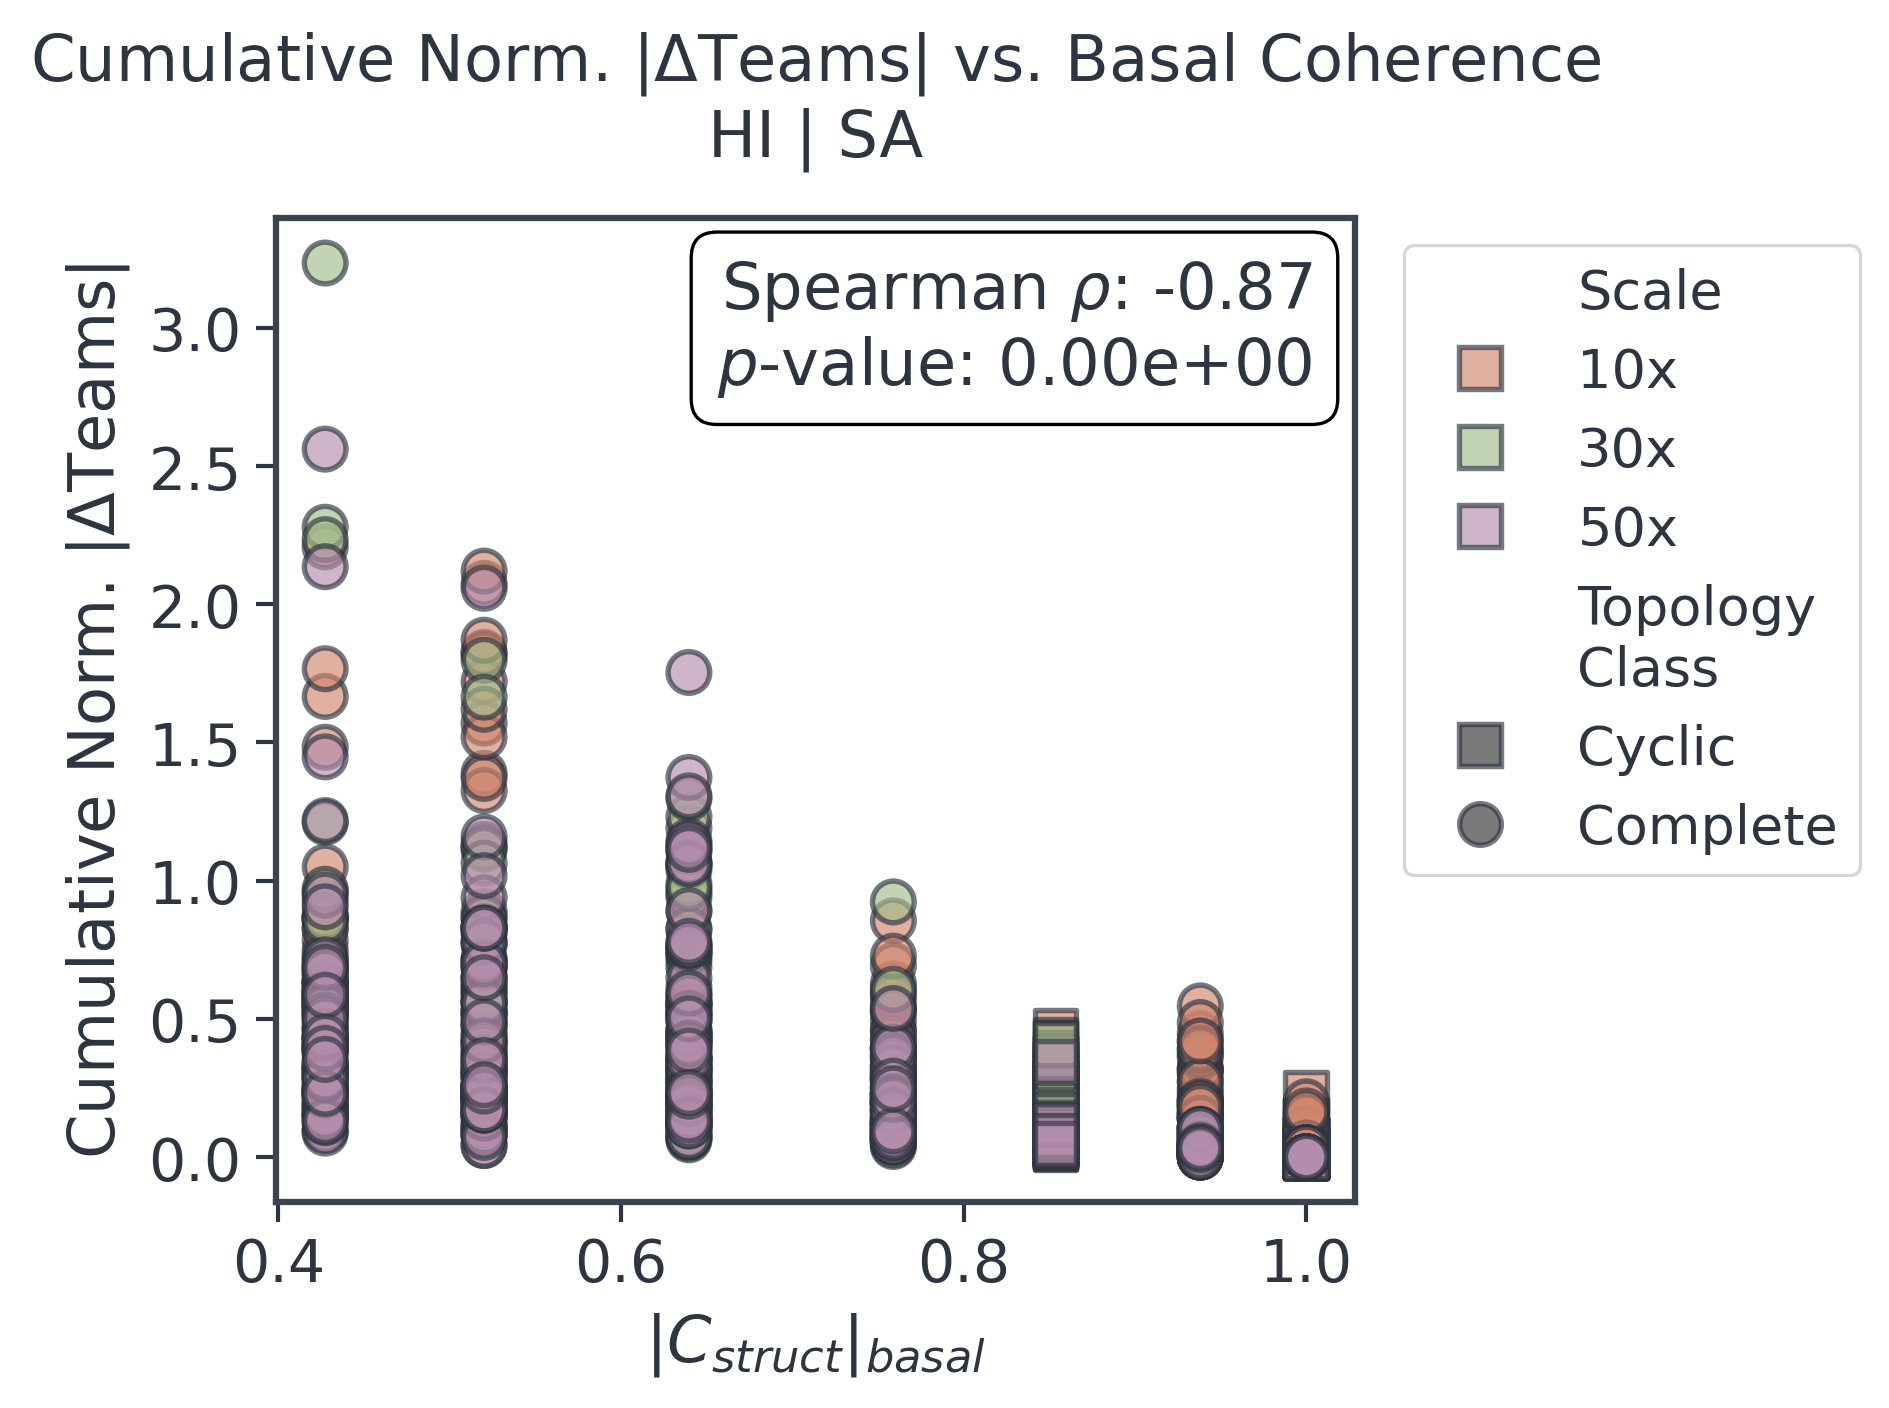 Cumulative Norm. |ΔTeams| vs. Basal Coherence
HI | SA
Cumulative Norm. |ΔTeams|
3.0
2.5
2.0
1.5
1.0
0.5
0.0
Spearman ρ: -0.87
p-value: 0.00e+00
0.4
0.6
0.8
1.0
|C_struct|_basal
Scale
10x
30x
50x
Topology
Class
Cyclic
Complete